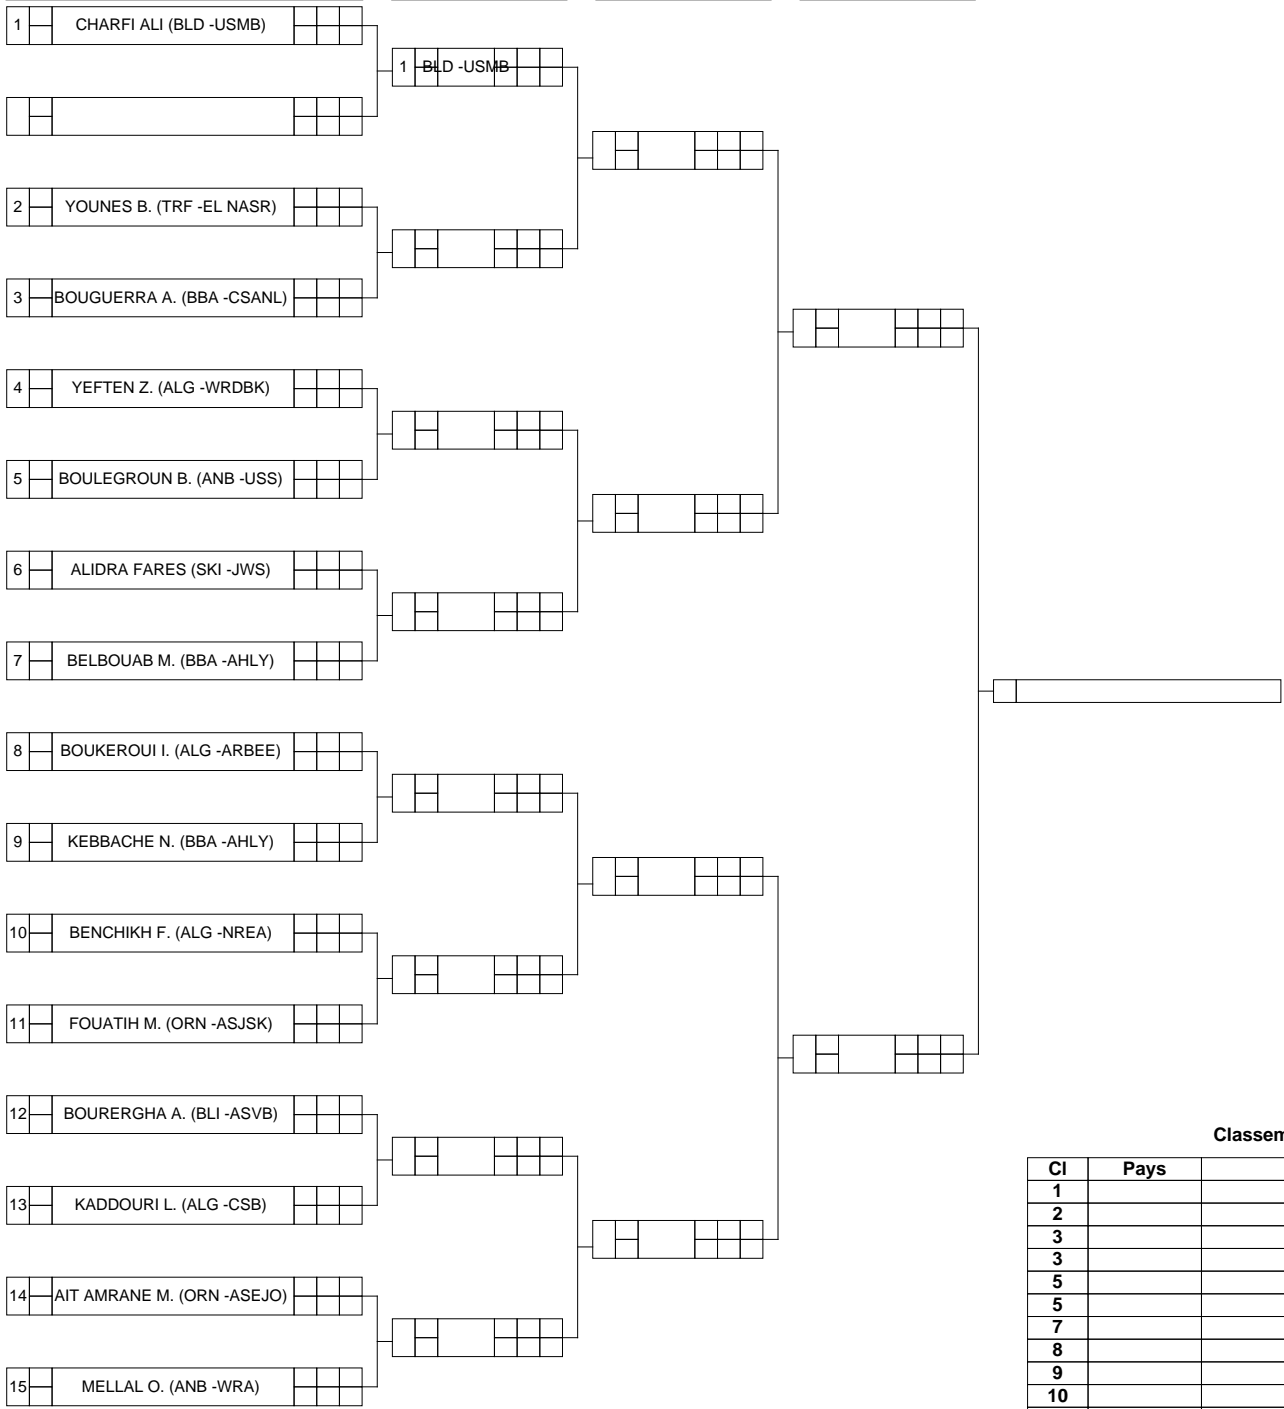 1 CHARFI ALI (BLD -USMB)
1 BLD -USMB
2 YOUNES B. (TRF -EL NASR)
3 BOUGUERRA A. (BBA -CSANL)
4 YEFTEN Z. (ALG -WRDBK)
5 BOULEGROUN B. (ANB -USS)
6 ALIDRA FARES (SKI -JWS)
7 BELBOUAB M. (BBA -AHLY)
8 BOUKEROUI I. (ALG -ARBEE)
9 KEBBACHE N. (BBA -AHLY)
10 BENCHIKH F. (ALG -NREA)
11 FOUATIH M. (ORN -ASJSK)
12 BOURERGHA A. (BLI -ASVB)
13 KADDOURI L. (ALG -CSB)
14 AIT AMRANE M. (ORN -ASEJO)
15 MELLAL O. (ANB -WRA)
Classem
Cl Pays
1
2
3
3
5
5
7
8
9
10